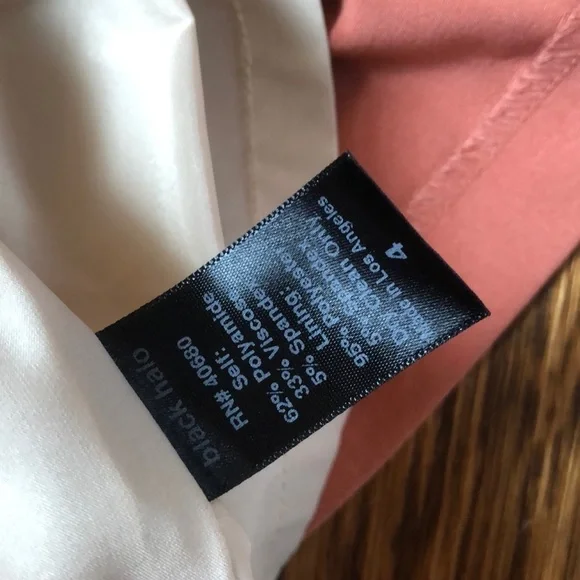 black halo
RN# 40680
Self:
62% Polyamide
33% Viscose
5% Spandex
Lining:
95% Polyester
5% Spandex
Dry Clean Only
Made in Los Angeles
4